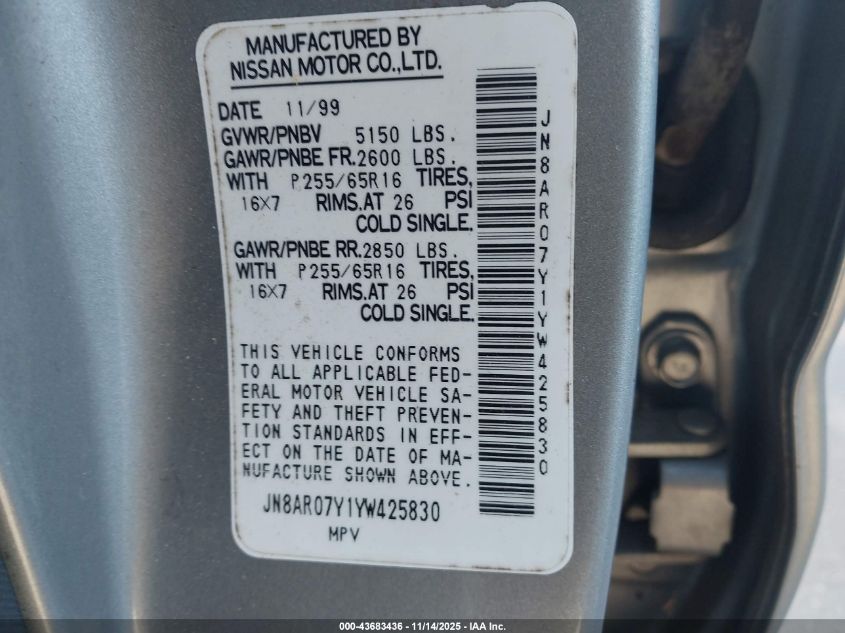 MANUFACTURED BY
NISSAN MOTOR CO.,LTD.
DATE 11/99
GVWR/PNBV 5150 LBS.
GAWR/PNBE FR.2600 LBS.
WITH P255/65R16 TIRES,
16X7 RIMS.AT 26 PSI
COLD SINGLE.
GAWR/PNBE RR.2850 LBS.
WITH P255/65R16 TIRES,
16X7 RIMS.AT 26 PSI
COLD SINGLE.
THIS VEHICLE CONFORMS
TO ALL APPLICABLE FED-
ERAL MOTOR VEHICLE SA-
FETY AND THEFT PREVEN-
TION STANDARDS IN EFF-
ECT ON THE DATE OF MA-
NUFACTURE SHOWN ABOVE.
JN8AR07Y1YW425830
MPV
JN8AR07Y1YW425830
000-43683436 - 11/14/2025 - IAA Inc.